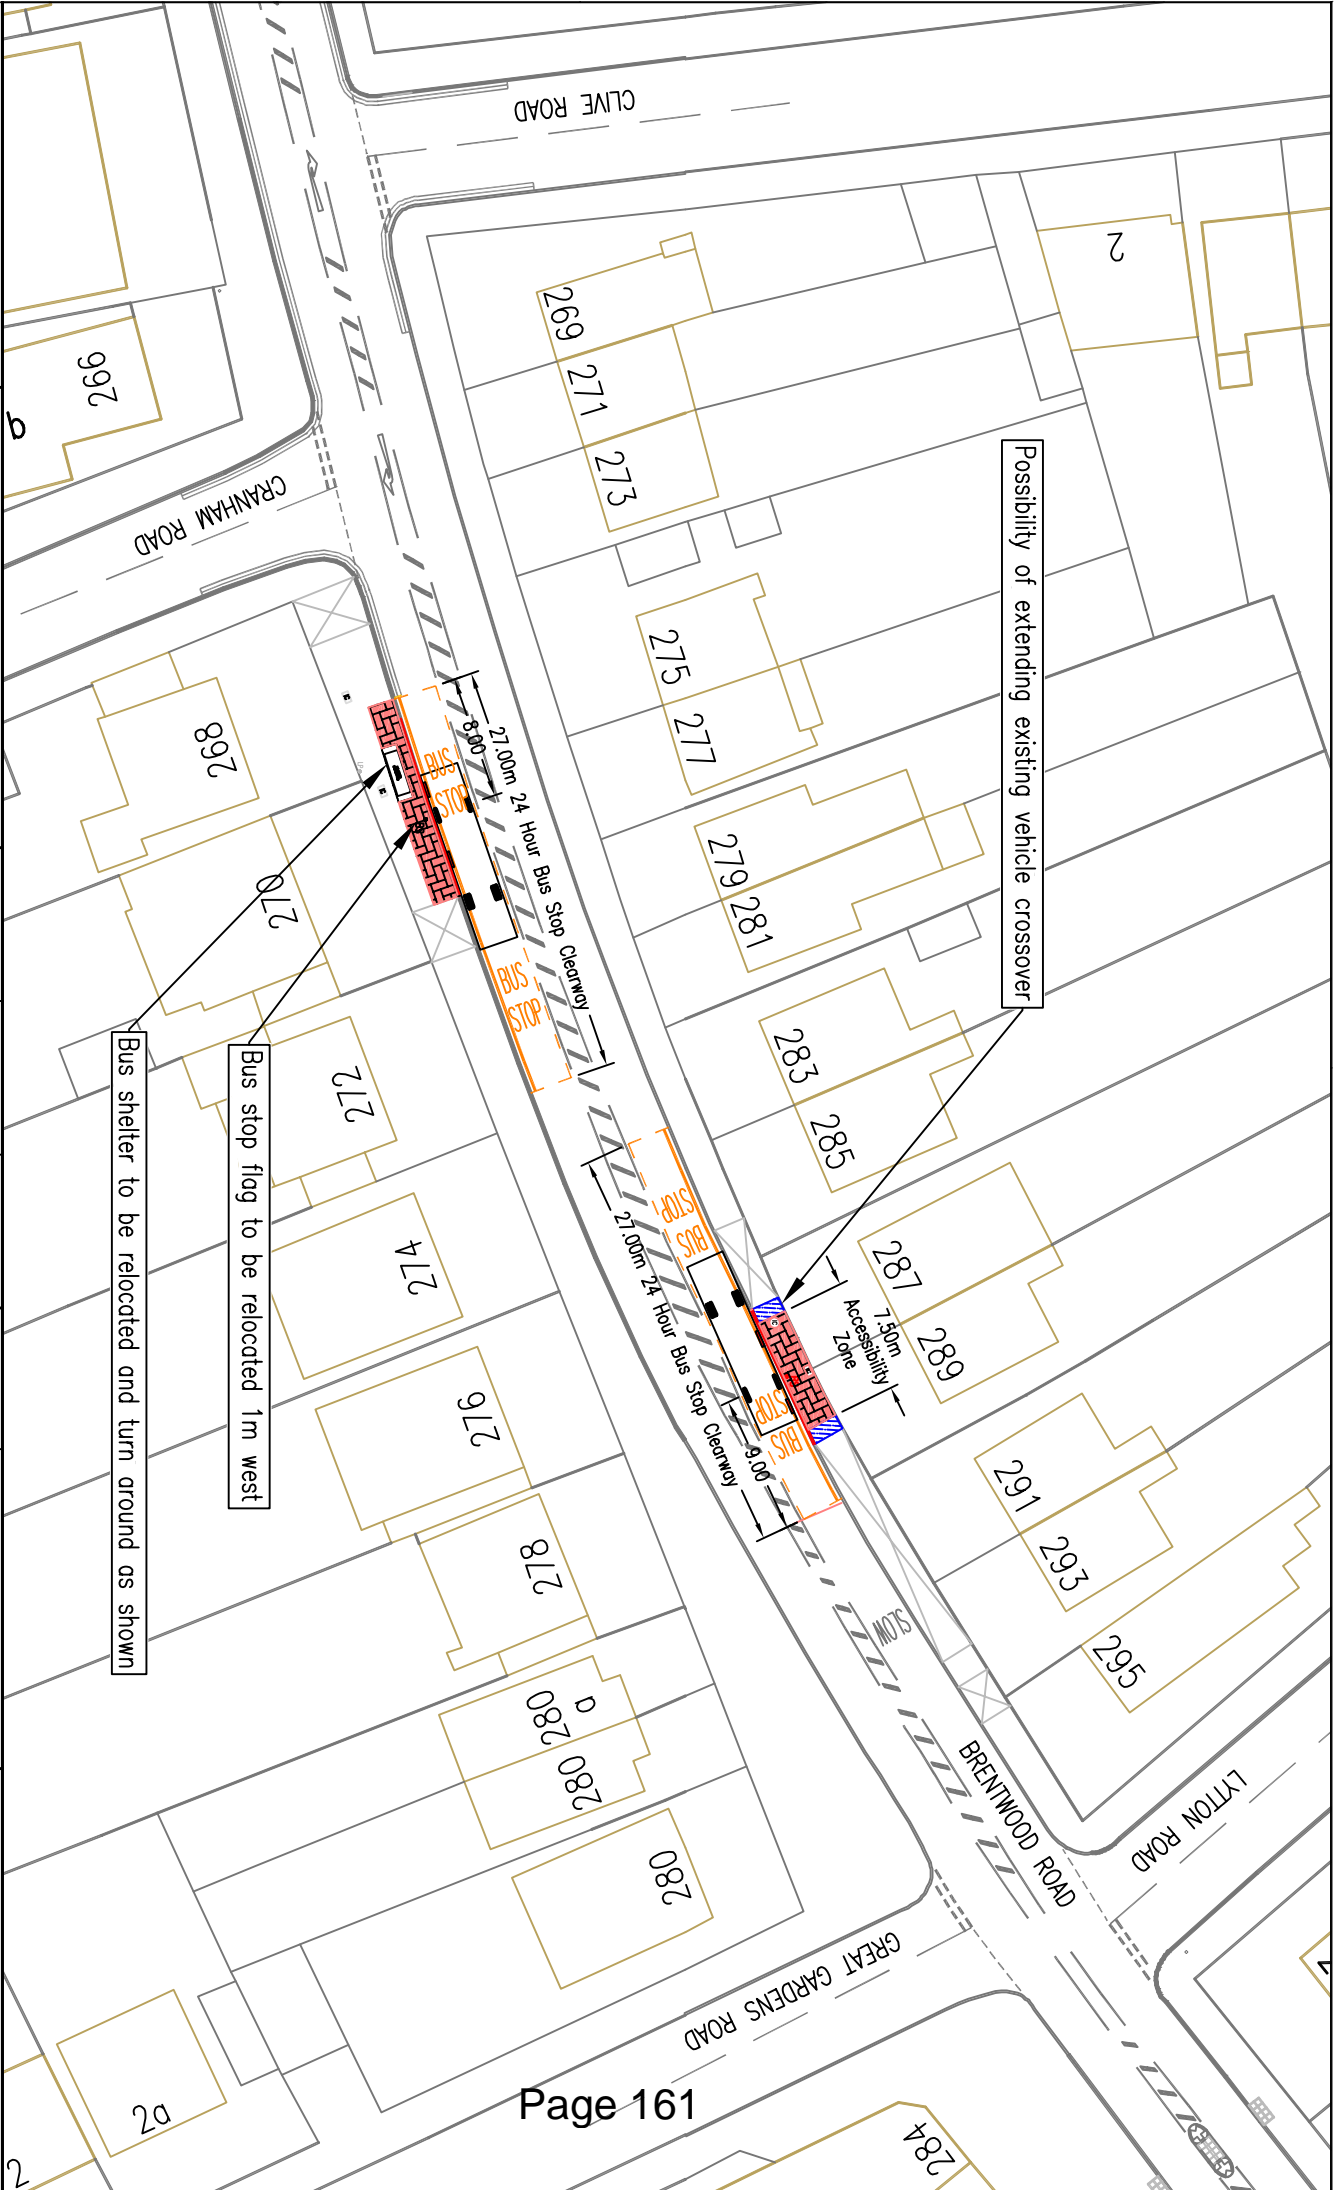 CLIVE ROAD
2
269
271
273
266
b
CRANHAM ROAD
Possibility of extending existing vehicle crossover
275
277
268
8.00
27.00m 24 Hour Bus Stop Clearway
BUS
STOP
279
281
270
BUS
STOP
283
285
272
Bus stop flag to be relocated 1m west
Bus shelter to be relocated and turn around as shown
BUS
STOP
27.00m 24 Hour Bus Stop Clearway
287
289
7.50m
Accessibility
Zone
274
276
BUS
STOP
9.00
291
293
295
278
SLOW
280
a
280
280
BRENTWOOD ROAD
LYTTON ROAD
GREAT GARDENS ROAD
2a
2
284
Page 161